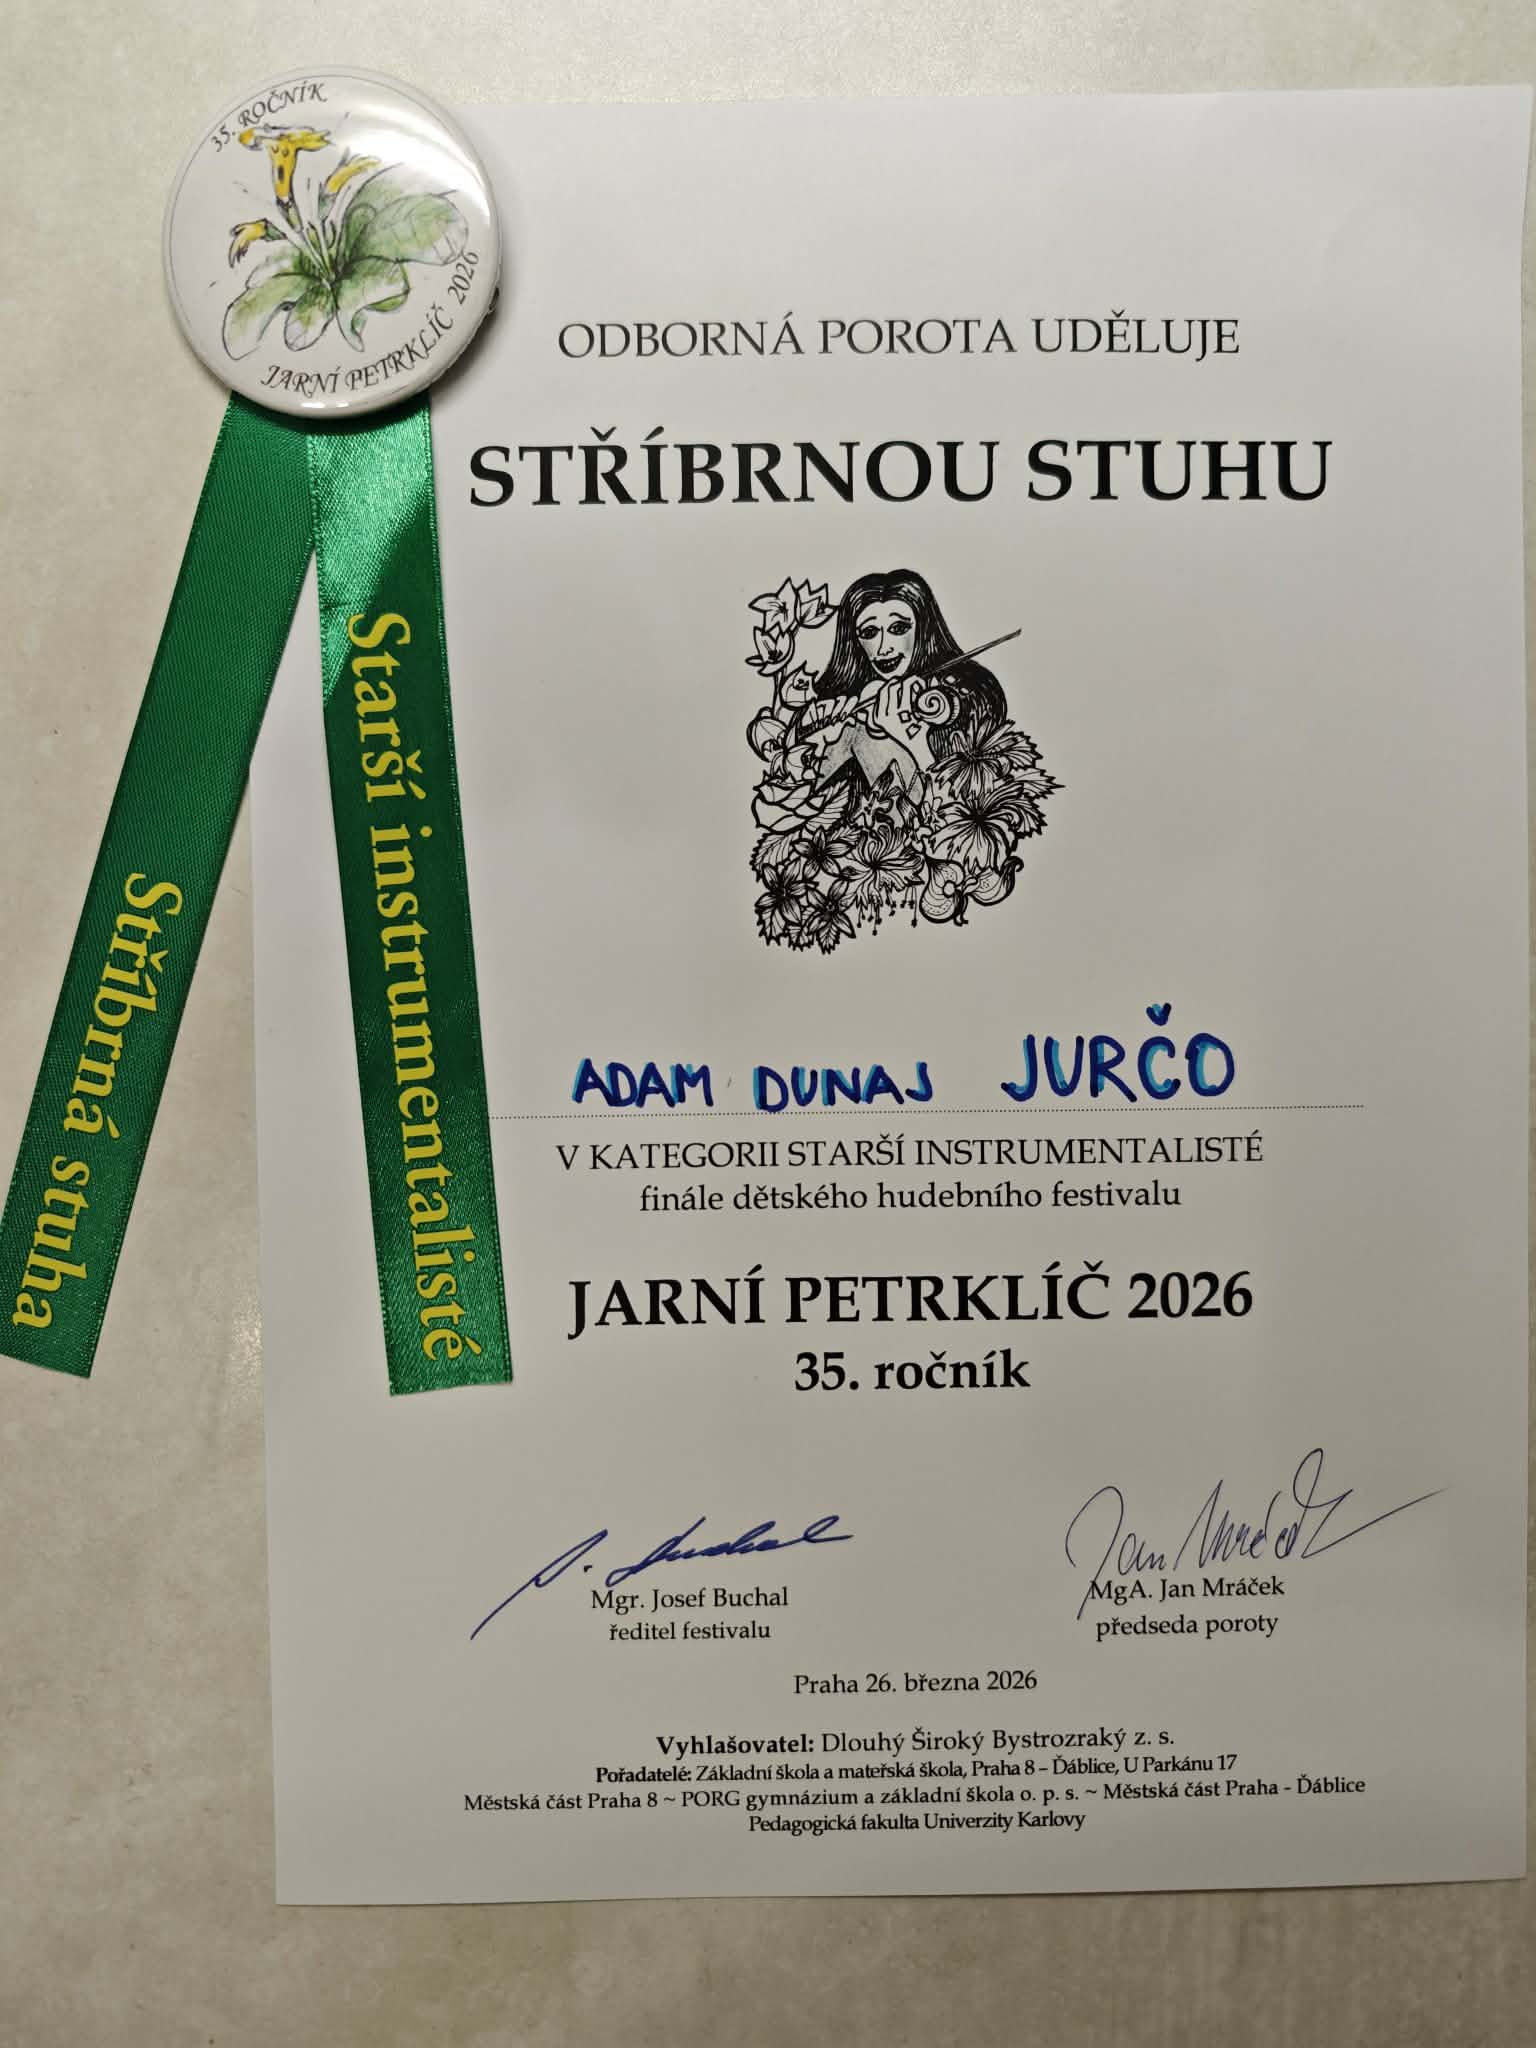 35. ROČNÍK
JARNÍ PETRKLÍČ 2026
Stříbrná stuha
Starší instrumentalisté
ODBORNÁ POROTA UDĚLUJE
STŘÍBRNOU STUHU
ADAM DUNAJ JURČO
V KATEGORII STARŠÍ INSTRUMENTALISTÉ
finále dětského hudebního festivalu
JARNÍ PETRKLÍČ 2026
35. ročník
Jan Mráček
Mgr. Josef Buchal
ředitel festivalu
MgA. Jan Mráček
předseda poroty
Praha 26. března 2026
Vyhlašovatel: Dlouhý Široký Bystrozraký z. s.
Pořadatelé: Základní škola a mateřská škola, Praha 8 – Ďáblice, U Parkánu 17
Městská část Praha 8 ~ PORG gymnázium a základní škola o. p. s. ~ Městská část Praha - Ďáblice
Pedagogická fakulta Univerzity Karlovy